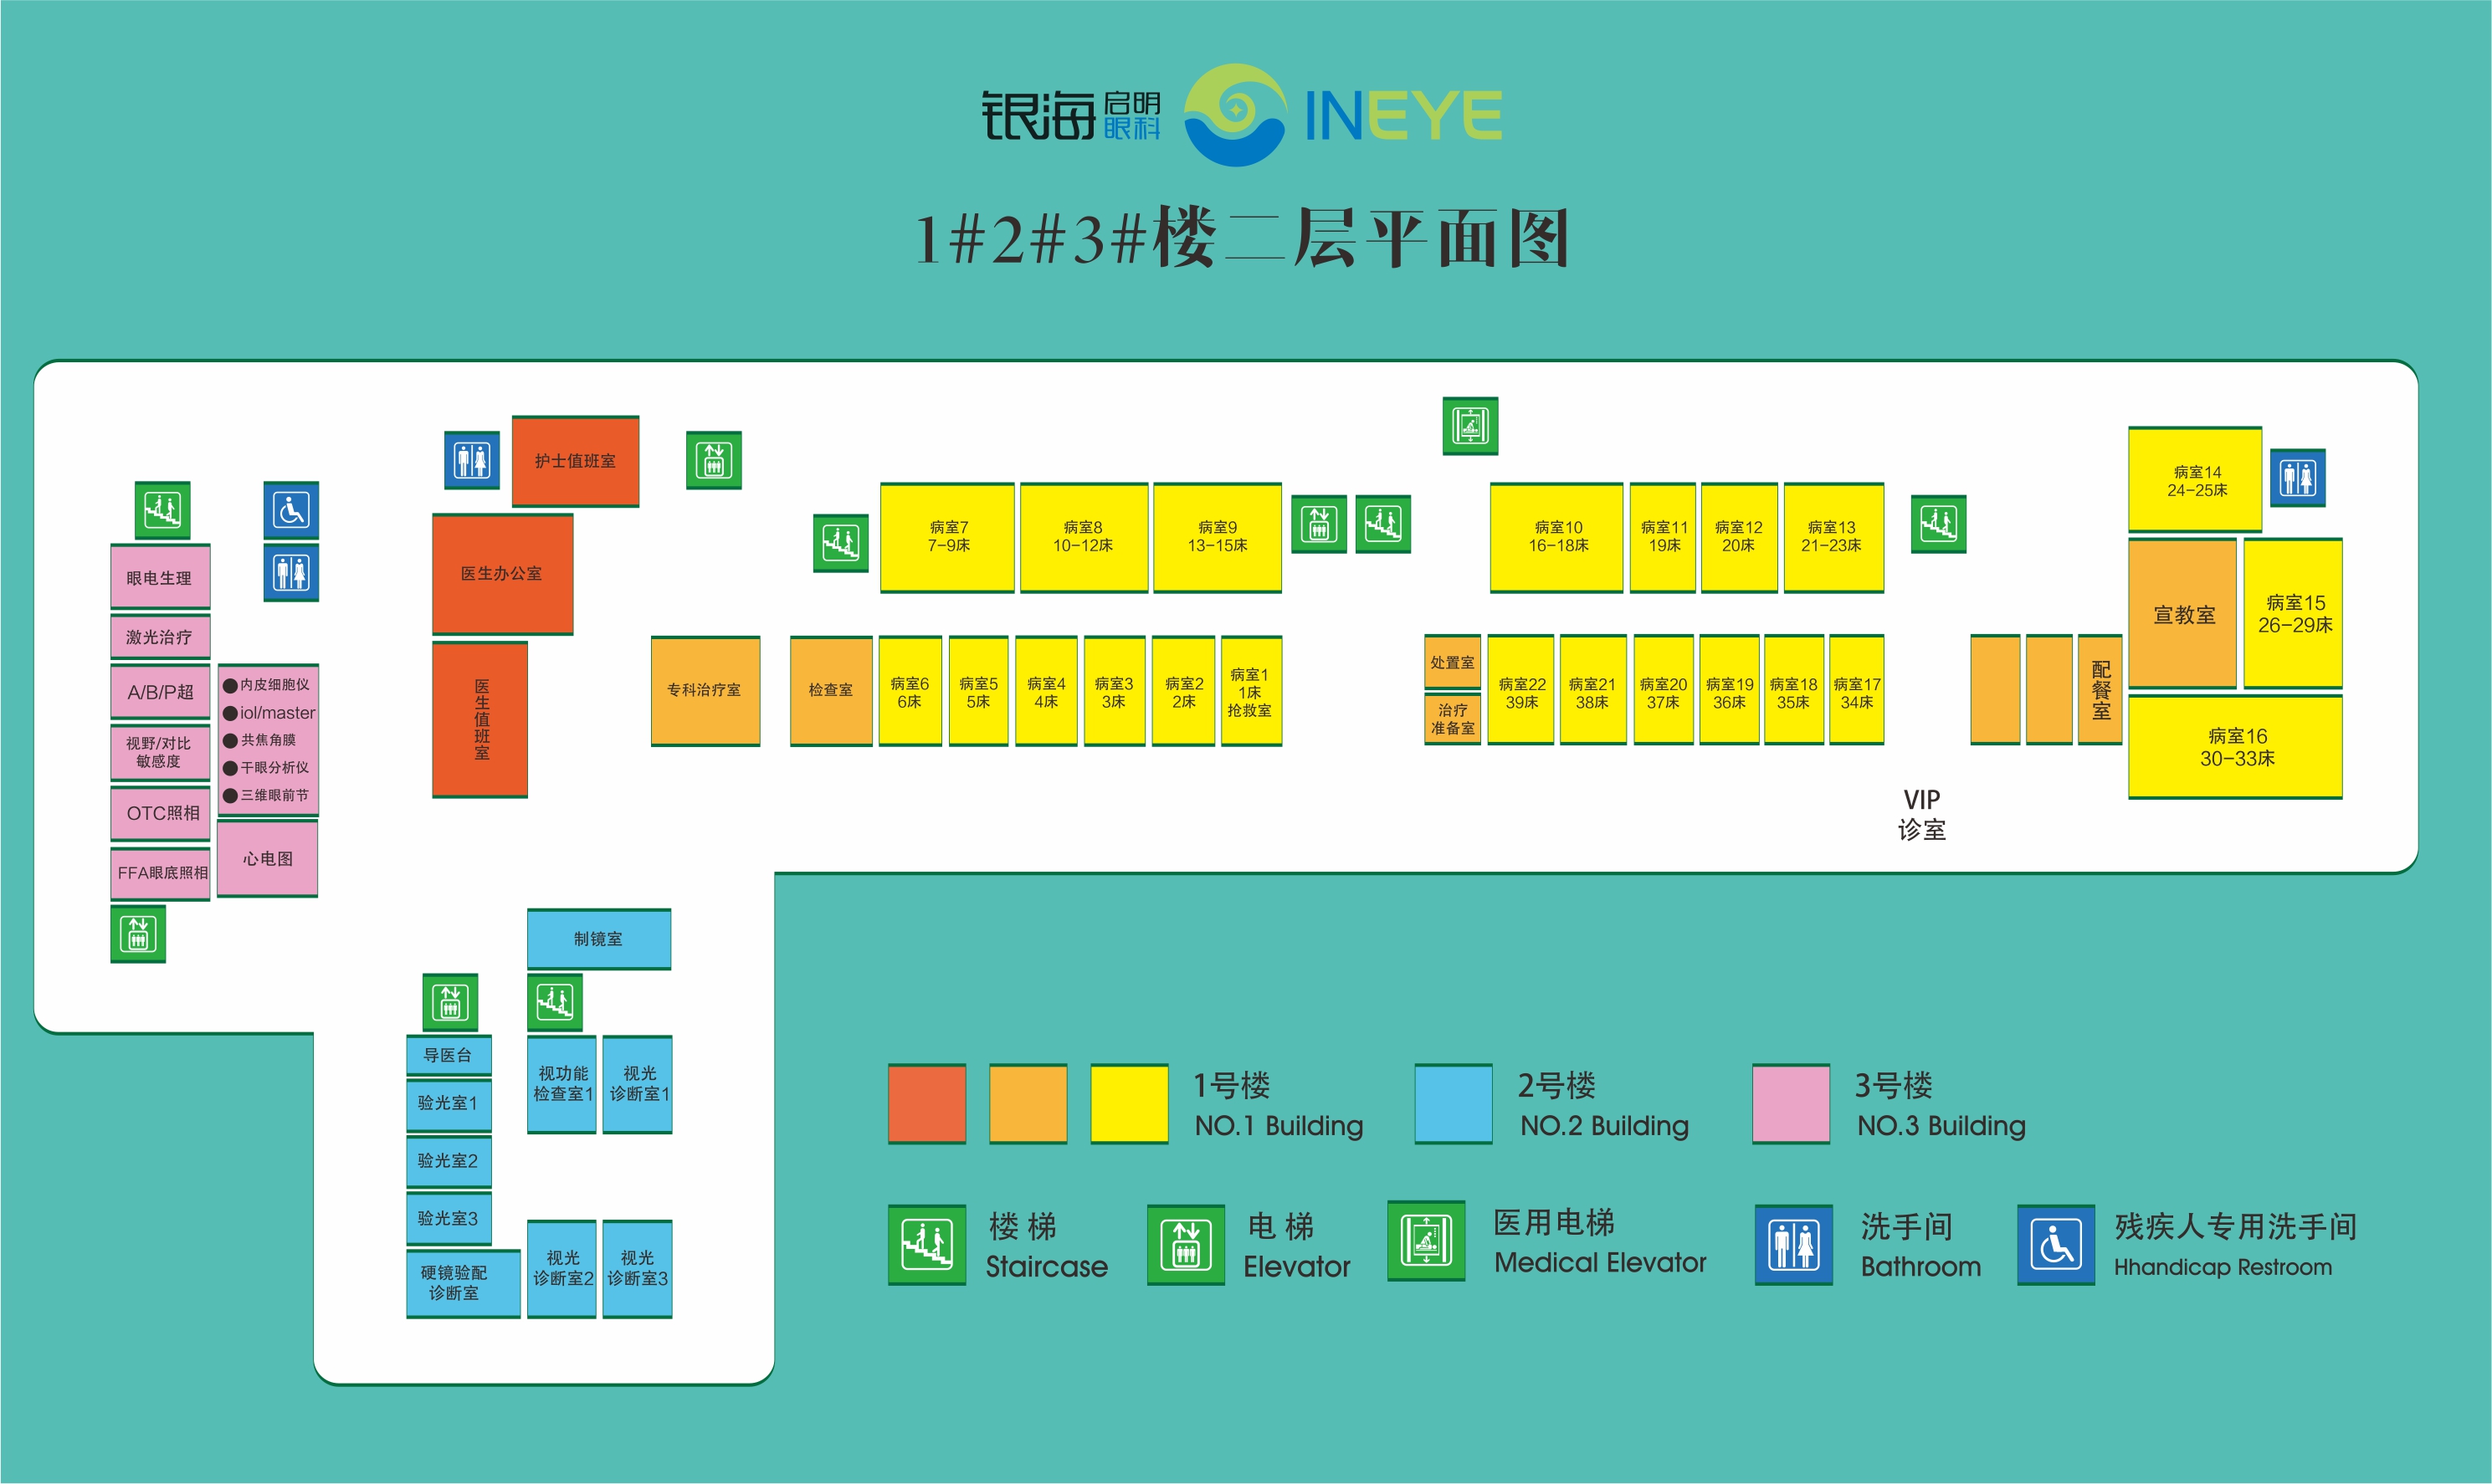 银海 启明
眼科
INEYE
1#2#3#楼二层平面图
护士值班室
医生办公室
医生值班室
眼电生理
激光治疗
A/B/P超
视野/对比
敏感度
OTC照相
FFA眼底照相
内皮细胞仪
iol/master
共焦角膜
干眼分析仪
三维眼前节
心电图
专科治疗室
检查室
病室7
7-9床
病室8
10-12床
病室9
13-15床
病室6
6床
病室5
5床
病室4
4床
病室3
3床
病室2
2床
病室1
1床
抢救室
病室10
16-18床
病室11
19床
病室12
20床
病室13
21-23床
处置室
治疗
准备室
病室22
39床
病室21
38床
病室20
37床
病室19
36床
病室18
35床
病室17
34床
配餐室
病室14
24-25床
宣教室
病室15
26-29床
病室16
30-33床
VIP
诊室
制镜室
导医台
验光室1
验光室2
验光室3
硬镜验配
诊断室
视功能
检查室1
视光
诊断室1
视光
诊断室2
视光
诊断室3
1号楼
NO.1 Building
2号楼
NO.2 Building
3号楼
NO.3 Building
楼梯
Staircase
电梯
Elevator
医用电梯
Medical Elevator
洗手间
Bathroom
残疾人专用洗手间
Hhandicap Restroom